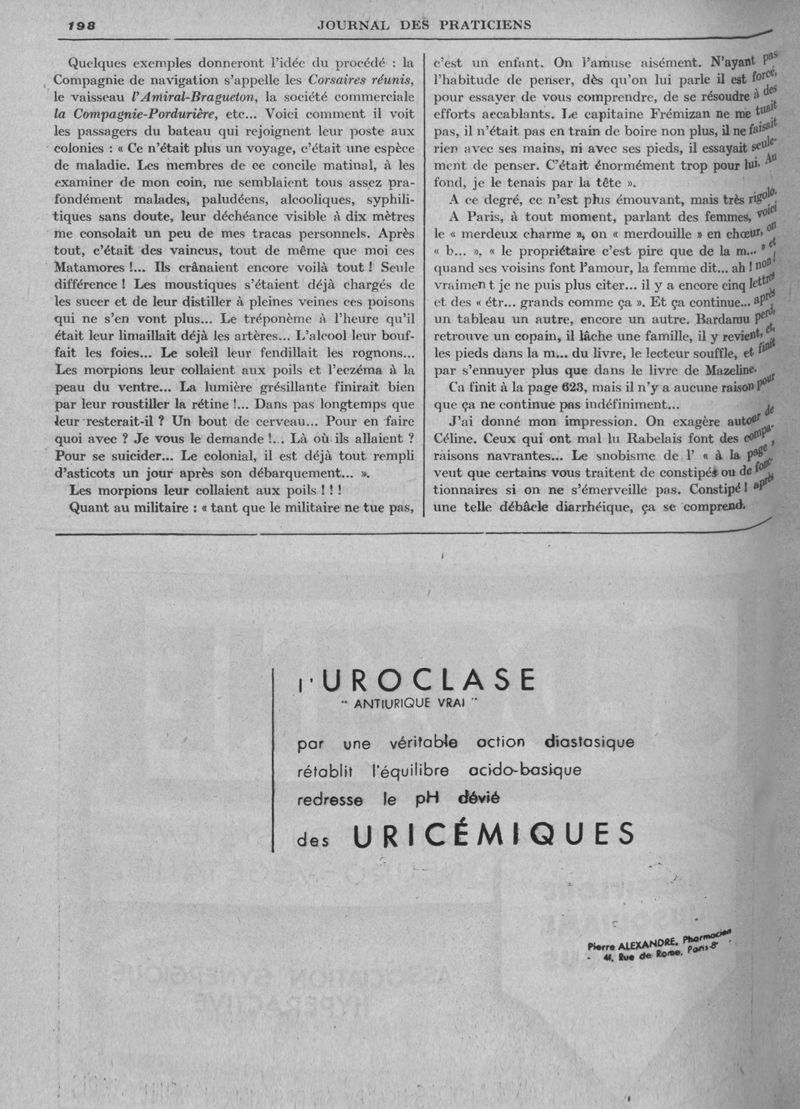 198
JOURNAL DES PRATICIENS
Quelques exemples donneront l'idée du procédé : la
Compagnie de navigation s'appelle les Corsaires réunis,
le vaisseau l'Amiral-Bragueton, la société commerciale
la Compagnie-Pordurière, etc... Voici comment il voit
les passagers du bateau qui rejoignent leur poste aux
colonies : « Ce n'était plus un voyage, c'était une espèce
de maladie. Les membres de ce concile matinal, à les
examiner de mon coin, me semblaient tous assez pro-
fondément malades, paludéens, alcooliques, syphili-
tiques sans doute, leur déchéance visible à dix mètres
me consolait un peu de mes tracas personnels. Après
tout, c'était des vaincus, tout de même que moi ces
Matamores !... Ils crânaient encore voilà tout ! Seule
différence ! Les moustiques s'étaient déjà chargés de
les sucer et de leur distiller à pleines veines ces poisons
qui ne s'en vont plus... Le tréponème à l'heure qu'il
était leur limaillait déjà les artères... L'alcool leur bouf-
fait les foies... Le soleil leur fendillait les rognons...
Les morpions leur collaient aux poils et l'eczéma à la
peau du ventre... La lumière grésillante finirait bien
par leur roustiller la rétine !... Dans pas longtemps que
leur resterait-il ? Un bout de cerveau... Pour en faire
quoi avec ? Je vous le demande !.. Là où ils allaient ?
Pour se suicider... Le colonial, il est déjà tout rempli
d'asticots un jour après son débarquement... ».
Les morpions leur collaient aux poils ! ! !
Quant au militaire : « tant que le militaire ne tue pas,
c'est un enfant. On l'amuse aisément. N'ayant pas
l'habitude de penser, dès qu'on lui parle il est forcé,
pour essayer de vous comprendre, de se résoudre à des
efforts accablants. Le capitaine Frémizan ne me tuait
pas, il n'était pas en train de boire non plus, il ne faisait
rien avec ses mains, ni avec ses pieds, il essayait seule-
ment de penser. C'était énormément trop pour lui. Au
fond, je le tenais par la tête ».
A ce degré, ce n'est plus émouvant, mais très rigolo.
A Paris, à tout moment, parlant des femmes, voici
le « merdeux charme », on « merdouille » en chœur, on
« b... », « le propriétaire c'est pire que de la m... » et
quand ses voisins font l'amour, la femme dit... ah ! non !
vraiment je ne puis plus citer... il y a encore cinq lettres
et des « étr... grands comme ça ». Et ça continue... après
un tableau un autre, encore un autre. Bardamu perd,
retrouve un copain, il lâche une famille, il y revient, et,
les pieds dans la m... du livre, le lecteur souffle, et finit
par s'ennuyer plus que dans le livre de Mazeline.
Ca finit à la page 623, mais il n'y a aucune raison pour
que ça ne continue pas indéfiniment...
J'ai donné mon impression. On exagère autour de
Céline. Ceux qui ont mal lu Rabelais font des compa-
raisons navrantes... Le snobisme de l' « à la page »,
veut que certains vous traitent de constipés ou de fonc-
tionnaires si on ne s'émerveille pas. Constipé ! après
une telle débâcle diarrhéique, ça se comprend.
l'UROCLASE
" ANTIURIQUE VRAI "
par une véritable action diastasique
rétablit l'équilibre acido-basique
redresse le pH dévié
des URICÉMIQUES
Pierre ALEXANDRE, Pharmacien
41, Rue de Rome, Paris-8e